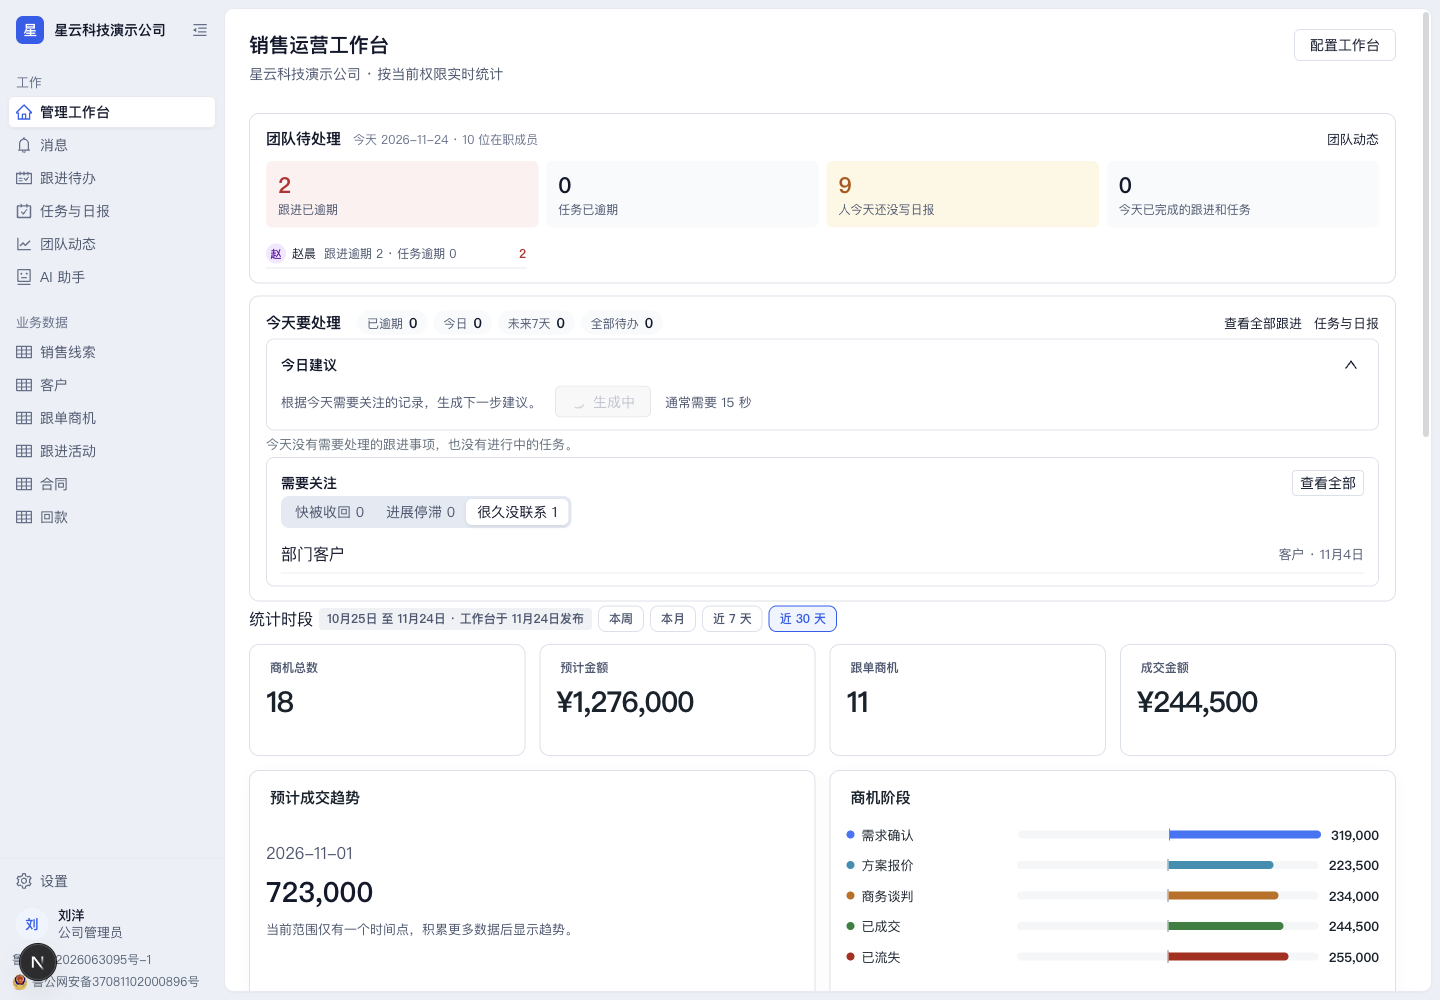 星 星云科技演示公司
工作
管理工作台
消息
跟进待办
任务与日报
团队动态
AI 助手
业务数据
销售线索
客户
跟单商机
跟进活动
合同
回款
设置
刘 刘洋
公司管理员
2026063095号-1
N
公网安备37081102000896号
销售运营工作台
配置工作台
星云科技演示公司 · 按当前权限实时统计
团队待处理 今天 2026-11-24 · 10 位在职成员 团队动态
2 0 9 0
跟进已逾期 任务已逾期 人今天还没写日报 今天已完成的跟进和任务
赵 赵晨 跟进逾期 2 · 任务逾期 0 2
今天要处理 已逾期 0 今日 0 未来7天 0 全部待办 0 查看全部跟进 任务与日报
今日建议
根据今天需要关注的记录，生成下一步建议。 生成中 通常需要 15 秒
今天没有需要处理的跟进事项，也没有进行中的任务。
需要关注 查看全部
快被收回 0 进展停滞 0 很久没联系 1
部门客户 客户 · 11月4日
统计时段 10月25日 至 11月24日 · 工作台于 11月24日发布 本周 本月 近 7 天 近 30 天
商机总数 预计金额 跟单商机 成交金额
18 ¥1,276,000 11 ¥244,500
预计成交趋势
2026-11-01
723,000
当前范围仅有一个时间点，积累更多数据后显示趋势。
商机阶段
需求确认 319,000
方案报价 223,500
商务谈判 234,000
已成交 244,500
已流失 255,000